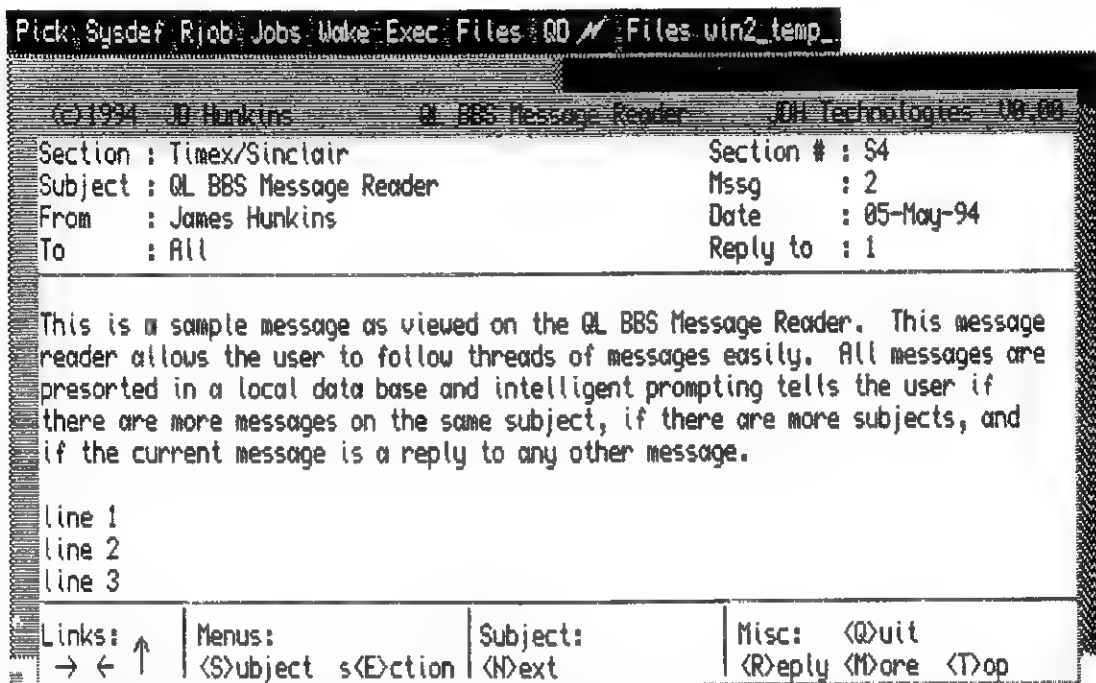 Pick Sysdef Rjob Jobs Wake Exec Files QD Files win2_temp_
(c)1994 JD Hunkins QL BBS Message Reader JDH Technologies V0.00
Section : Timex/Sinclair Section # : S4
Subject : QL BBS Message Reader Mssg : 2
From : James Hunkins Date : 05-May-94
To : All Reply to : 1
This is a sample message as viewed on the QL BBS Message Reader. This message
reader allows the user to follow threads of messages easily. All messages are
presorted in a local data base and intelligent prompting tells the user if
there are more messages on the same subject, if there are more subjects, and
if the current message is a reply to any other message.
line 1
line 2
line 3
Links: ↑ Menus: Subject: Misc: <Q>uit
→ ← <S>ubject s<E>ction <N>ext <R>eply <M>ore <T>op